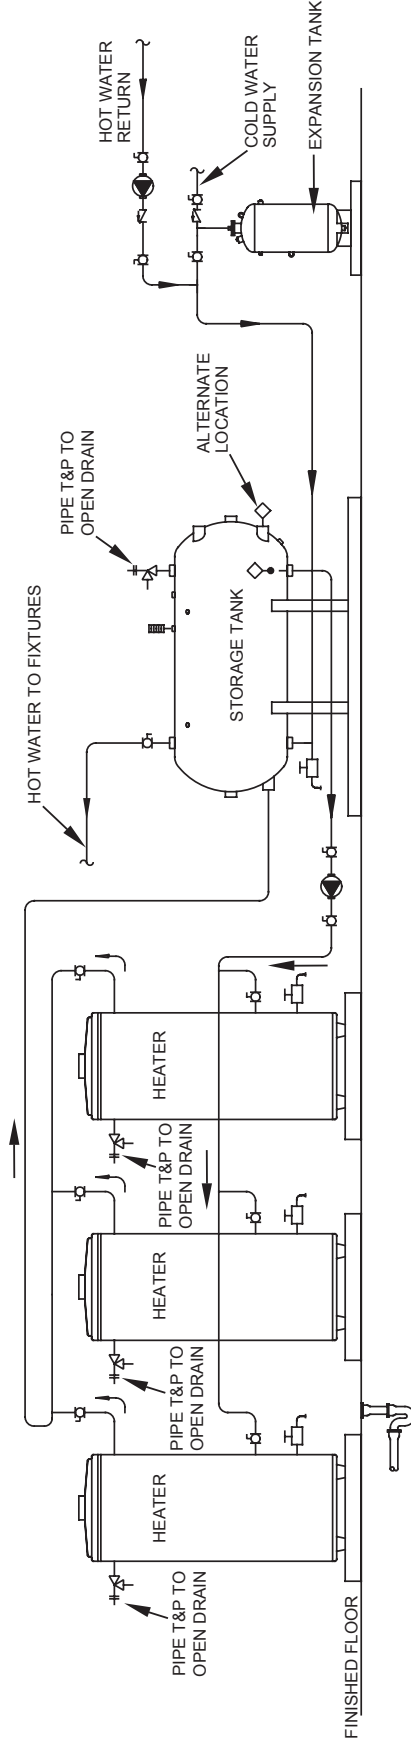 HOT WATER
RETURN
COLD WATER
SUPPLY
EXPANSION TANK
PIPE T&P TO
OPEN DRAIN
ALTERNATE
LOCATION
HOT WATER TO FIXTURES
STORAGE TANK
HEATER
PIPE T&P TO
OPEN DRAIN
HEATER
PIPE T&P TO
OPEN DRAIN
HEATER
PIPE T&P TO
OPEN DRAIN
FINISHED FLOOR